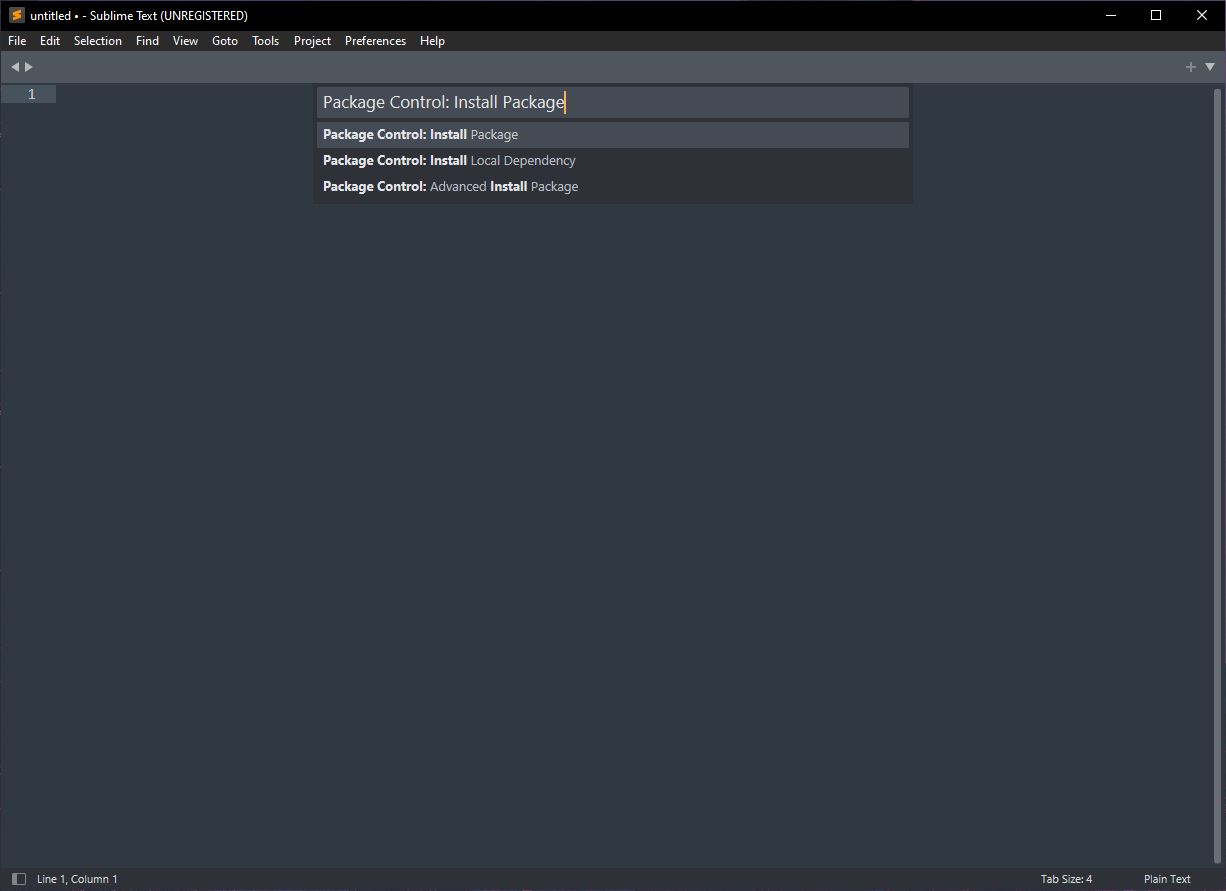 untitled • - Sublime Text (UNREGISTERED)
File Edit Selection Find View Goto Tools Project Preferences Help
1
Package Control: Install Package
Package Control: Install Package
Package Control: Install Local Dependency
Package Control: Advanced Install Package
Line 1, Column 1 Tab Size: 4 Plain Text